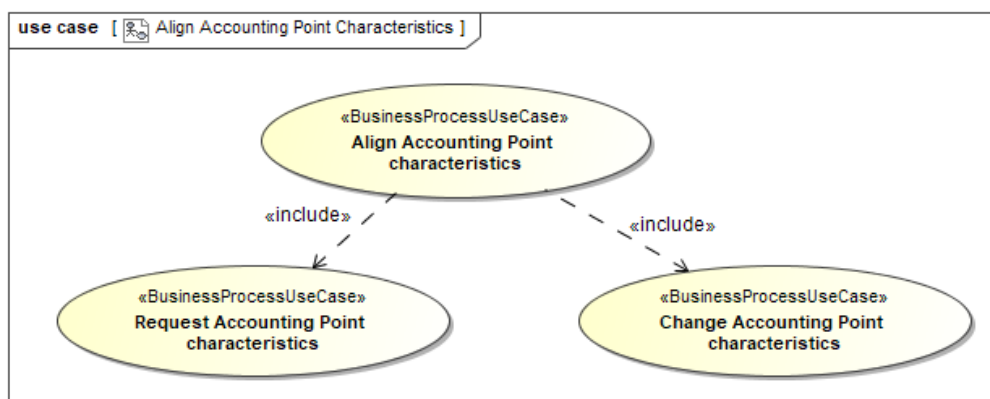 use case [ Align Accounting Point Characteristics ]
«BusinessProcessUseCase»
Align Accounting Point
characteristics
«include»
«include»
«BusinessProcessUseCase»
Request Accounting Point
characteristics
«BusinessProcessUseCase»
Change Accounting Point
characteristics